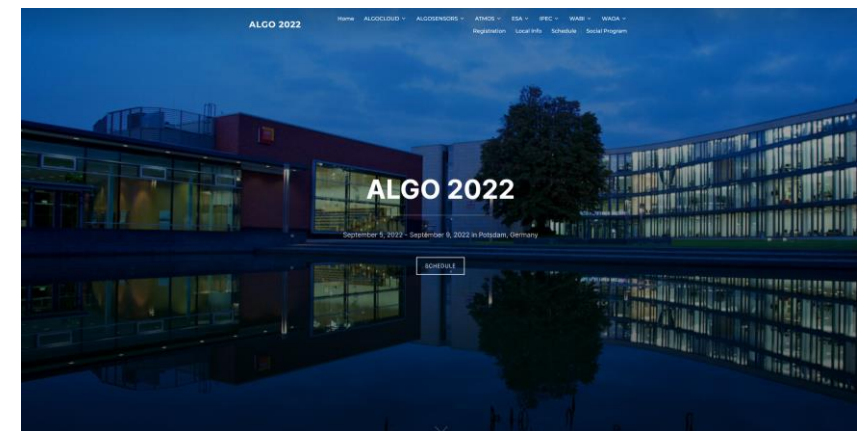 ALGO 2022
Home ALGOCLOUD ALGOSENSORS ATMOS ESA IPEC WABI WAOA
Registration Local Info Schedule Social Program
ALGO 2022
September 5, 2022 - September 9, 2022 in Potsdam, Germany
SCHEDULE